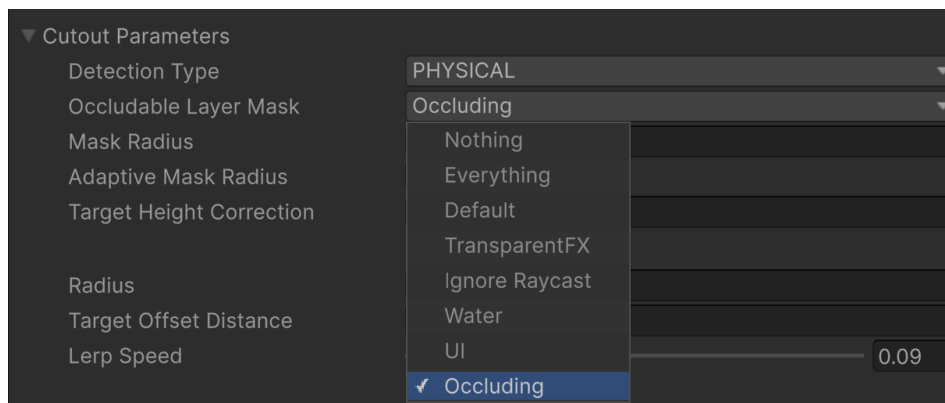 Cutout Parameters
Detection Type PHYSICAL
Occludable Layer Mask Occluding
Mask Radius Nothing
Adaptive Mask Radius Everything
Target Height Correction Default
TransparentFX
Radius Ignore Raycast
Target Offset Distance Water
Lerp Speed UI 0.09
Occluding